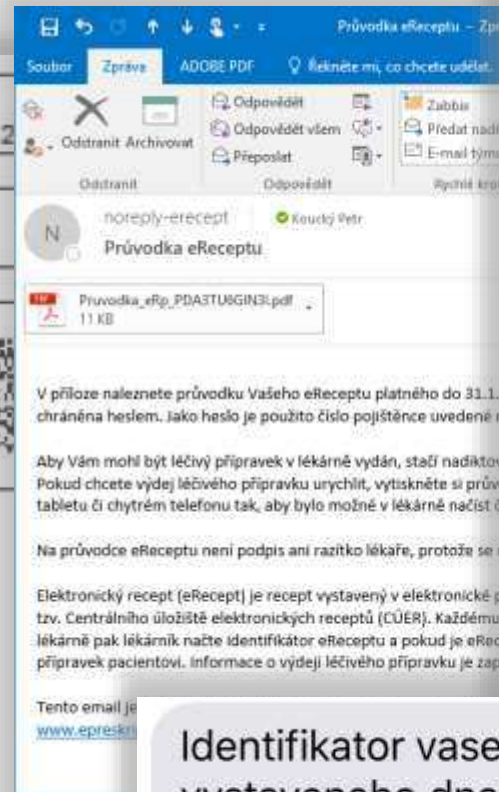 Průvodka eReceptu – Zpr
Soubor Zpráva ADOBE PDF Řekněte mi, co chcete udělat.
Odstranit Archivovat
Odpovědět
Odpovědět všem
Přeposlat
Zabbix
Předat nad
E-mail týmu
Odstranit Odpovědět Rychlé kro
N
noreply-erecept Koucký Petr
Průvodka eReceptu
Pruvodka_eRp_PDA3TU6GIN3I.pdf
11 KB
V příloze naleznete průvodku Vašeho eReceptu platného do 31.1.
chráněna heslem. Jako heslo je použito číslo pojištěnce uvedené
Aby Vám mohl být léčivý přípravek v lékárně vydán, stačí nadikto
Pokud chcete výdej léčivého přípravku urychlit, vytiskněte si prův
tabletu či chytrém telefonu tak, aby bylo možné v lékárně načíst
Na průvodce eReceptu není podpis ani razítko lékaře, protože se
Elektronický recept (eRecept) je recept vystavený v elektronické
tzv. Centrálního úložiště elektronických receptů (CÚER). Každému
lékárně pak lékárník načte identifikátor eReceptu a pokud je eRec
přípravek pacientovi. Informace o výdeji léčivého přípravku je zap
Tento email je
www.epreskri
Identifikator vase
vystaveneho dne